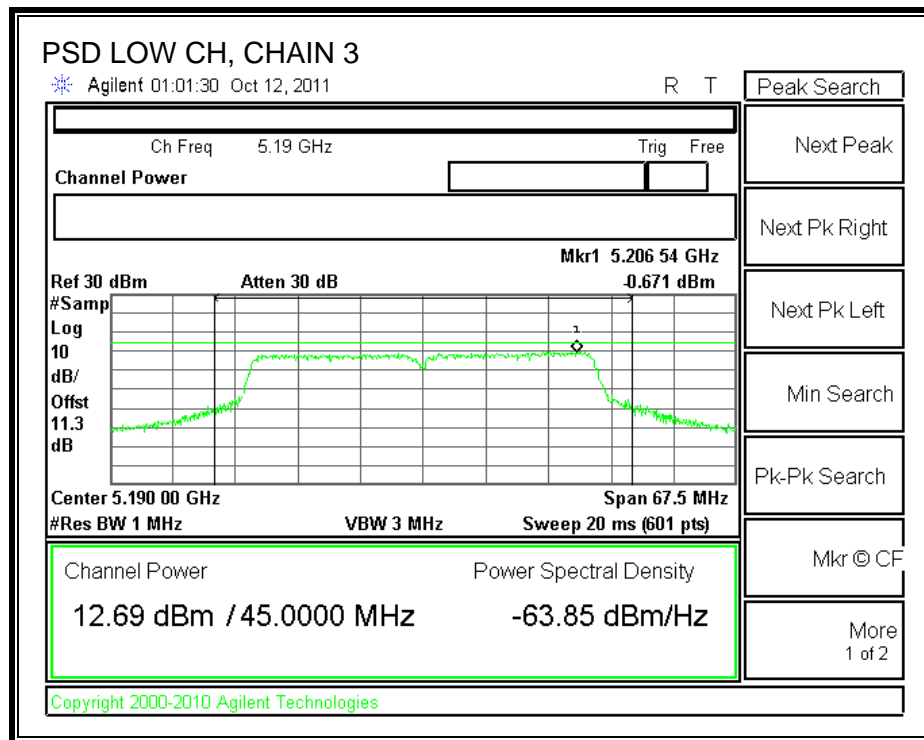 PSD LOW CH, CHAIN 3
Agilent 01:01:30 Oct 12, 2011 R T
Peak Search
Ch Freq 5.19 GHz Trig Free
Next Peak
Channel Power
Next Pk Right
Mkr1 5.206 54 GHz
Ref 30 dBm Atten 30 dB -0.671 dBm
#Samp
Log
10
dB/
Offst
11.3
dB
1
Next Pk Left
Min Search
Pk-Pk Search
Center 5.190 00 GHz Span 67.5 MHz
#Res BW 1 MHz VBW 3 MHz Sweep 20 ms (601 pts)
Mkr © CF
Channel Power Power Spectral Density
12.69 dBm / 45.0000 MHz -63.85 dBm/Hz
More
1 of 2
Copyright 2000-2010 Agilent Technologies